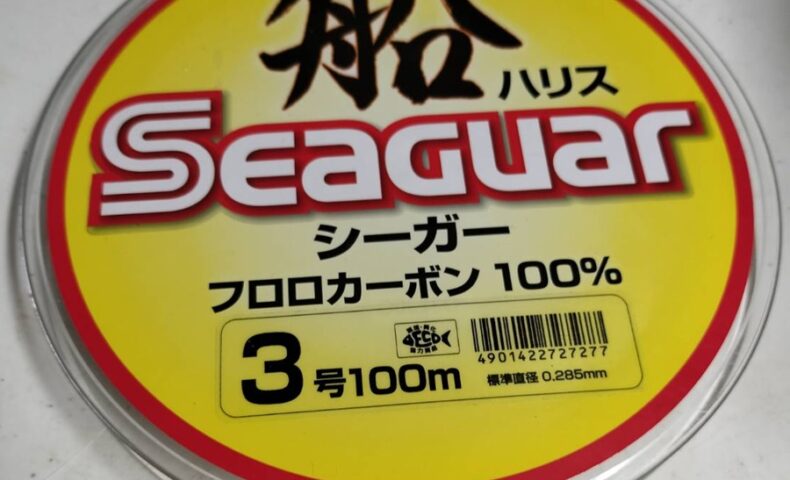 船
ハリス
Seaguar
シーガー
フロロカーボン 100%
3号100m
ECO
4901422727277
標準直径 0.285mm